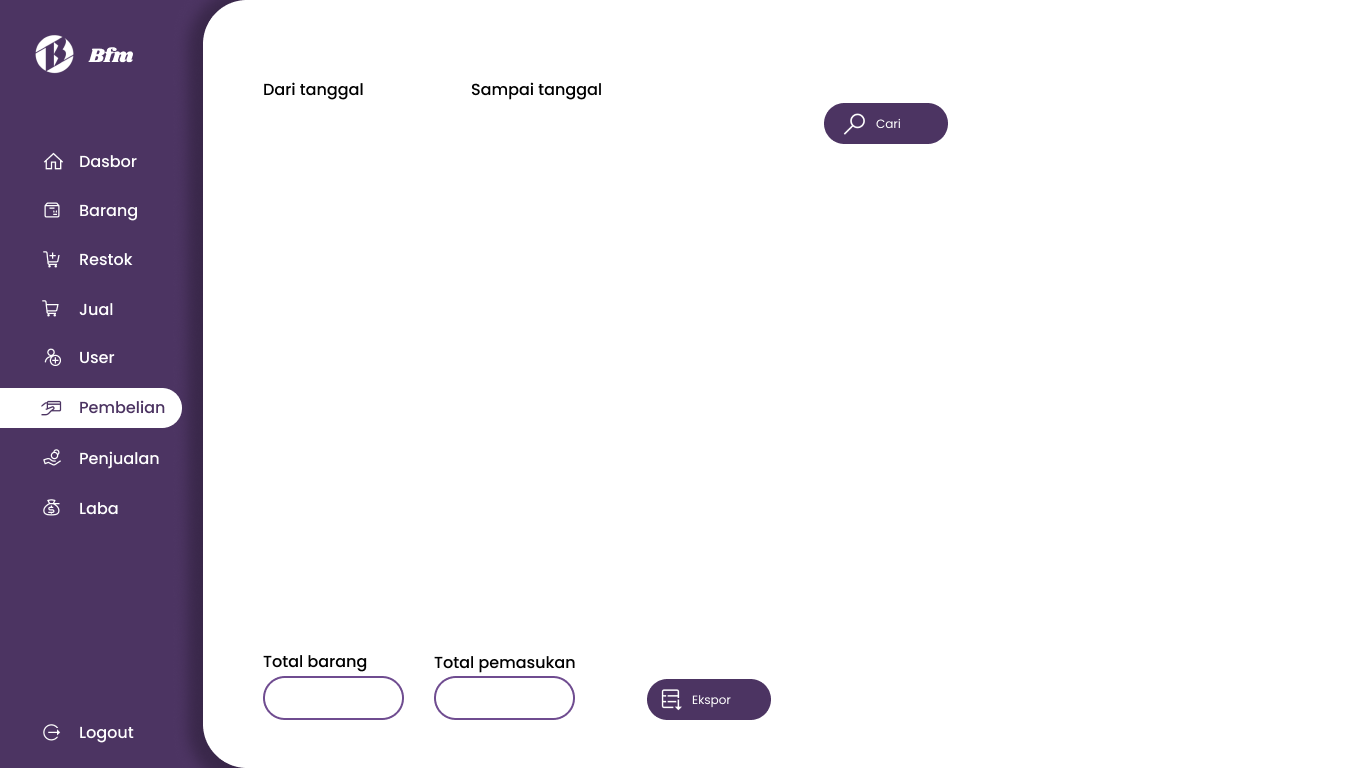 Bfm
Dasbor
Barang
Restok
Jual
User
Pembelian
Penjualan
Laba
Logout
Dari tanggal
Sampai tanggal
Cari
Total barang
Total pemasukan
Ekspor